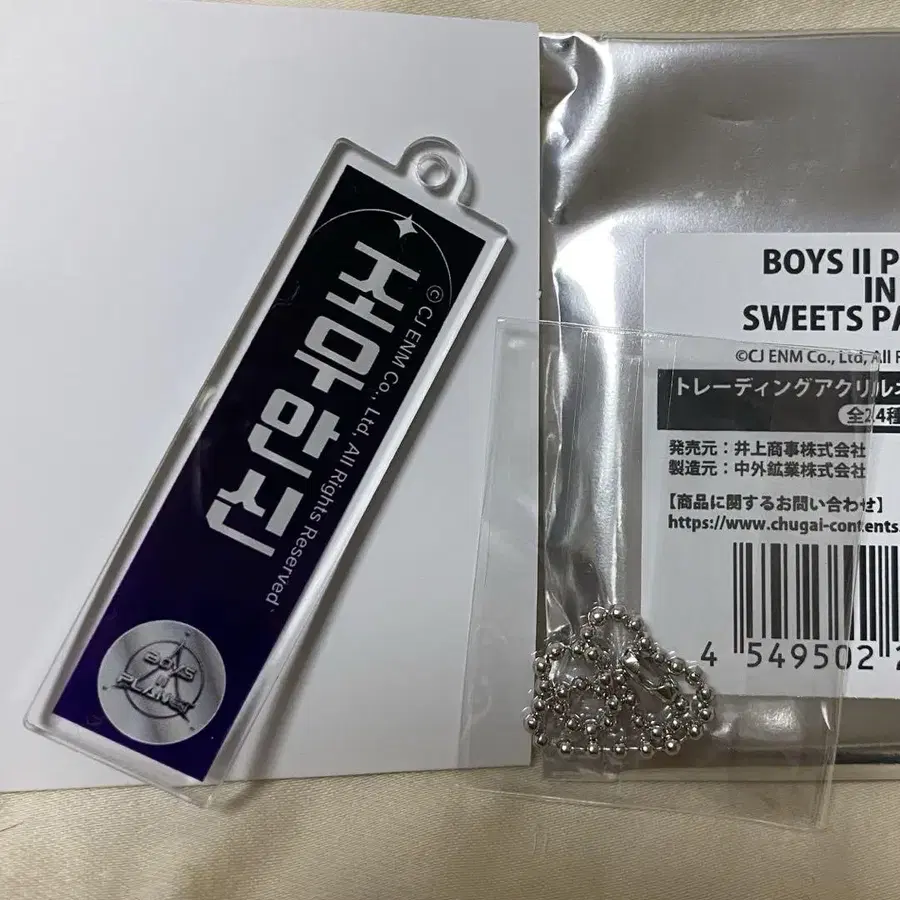 © CJ ENM Co., Ltd, All Rights Reserved
BOYS
II
PLANET
BOYS II P
IN
SWEETS PA
©CJ ENM Co., Ltd, All R
トレーディングアクリルネ
全24種
発売元：井上商事株式会社
製造元：中外鉱業株式会社
【商品に関するお問い合わせ】
https://www.chugai-contents.
4 549502 2